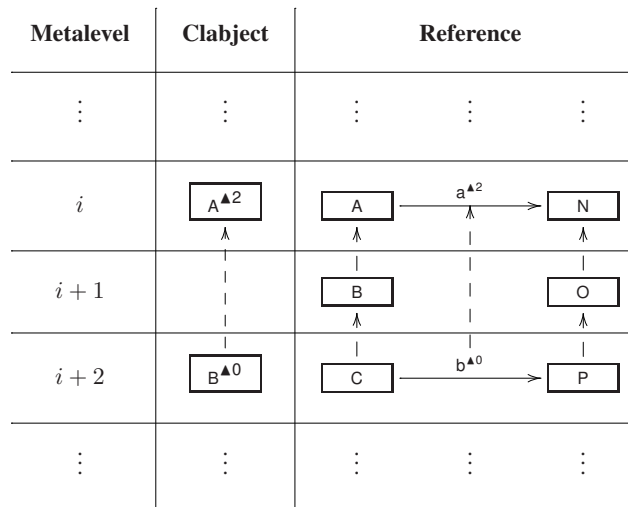 Metalevel Clabject Reference
⋮ ⋮ ⋮ ⋮ ⋮
i A▲2 A a▲2 N
i + 1 B O
i + 2 B▲0 C b▲0 P
⋮ ⋮ ⋮ ⋮ ⋮